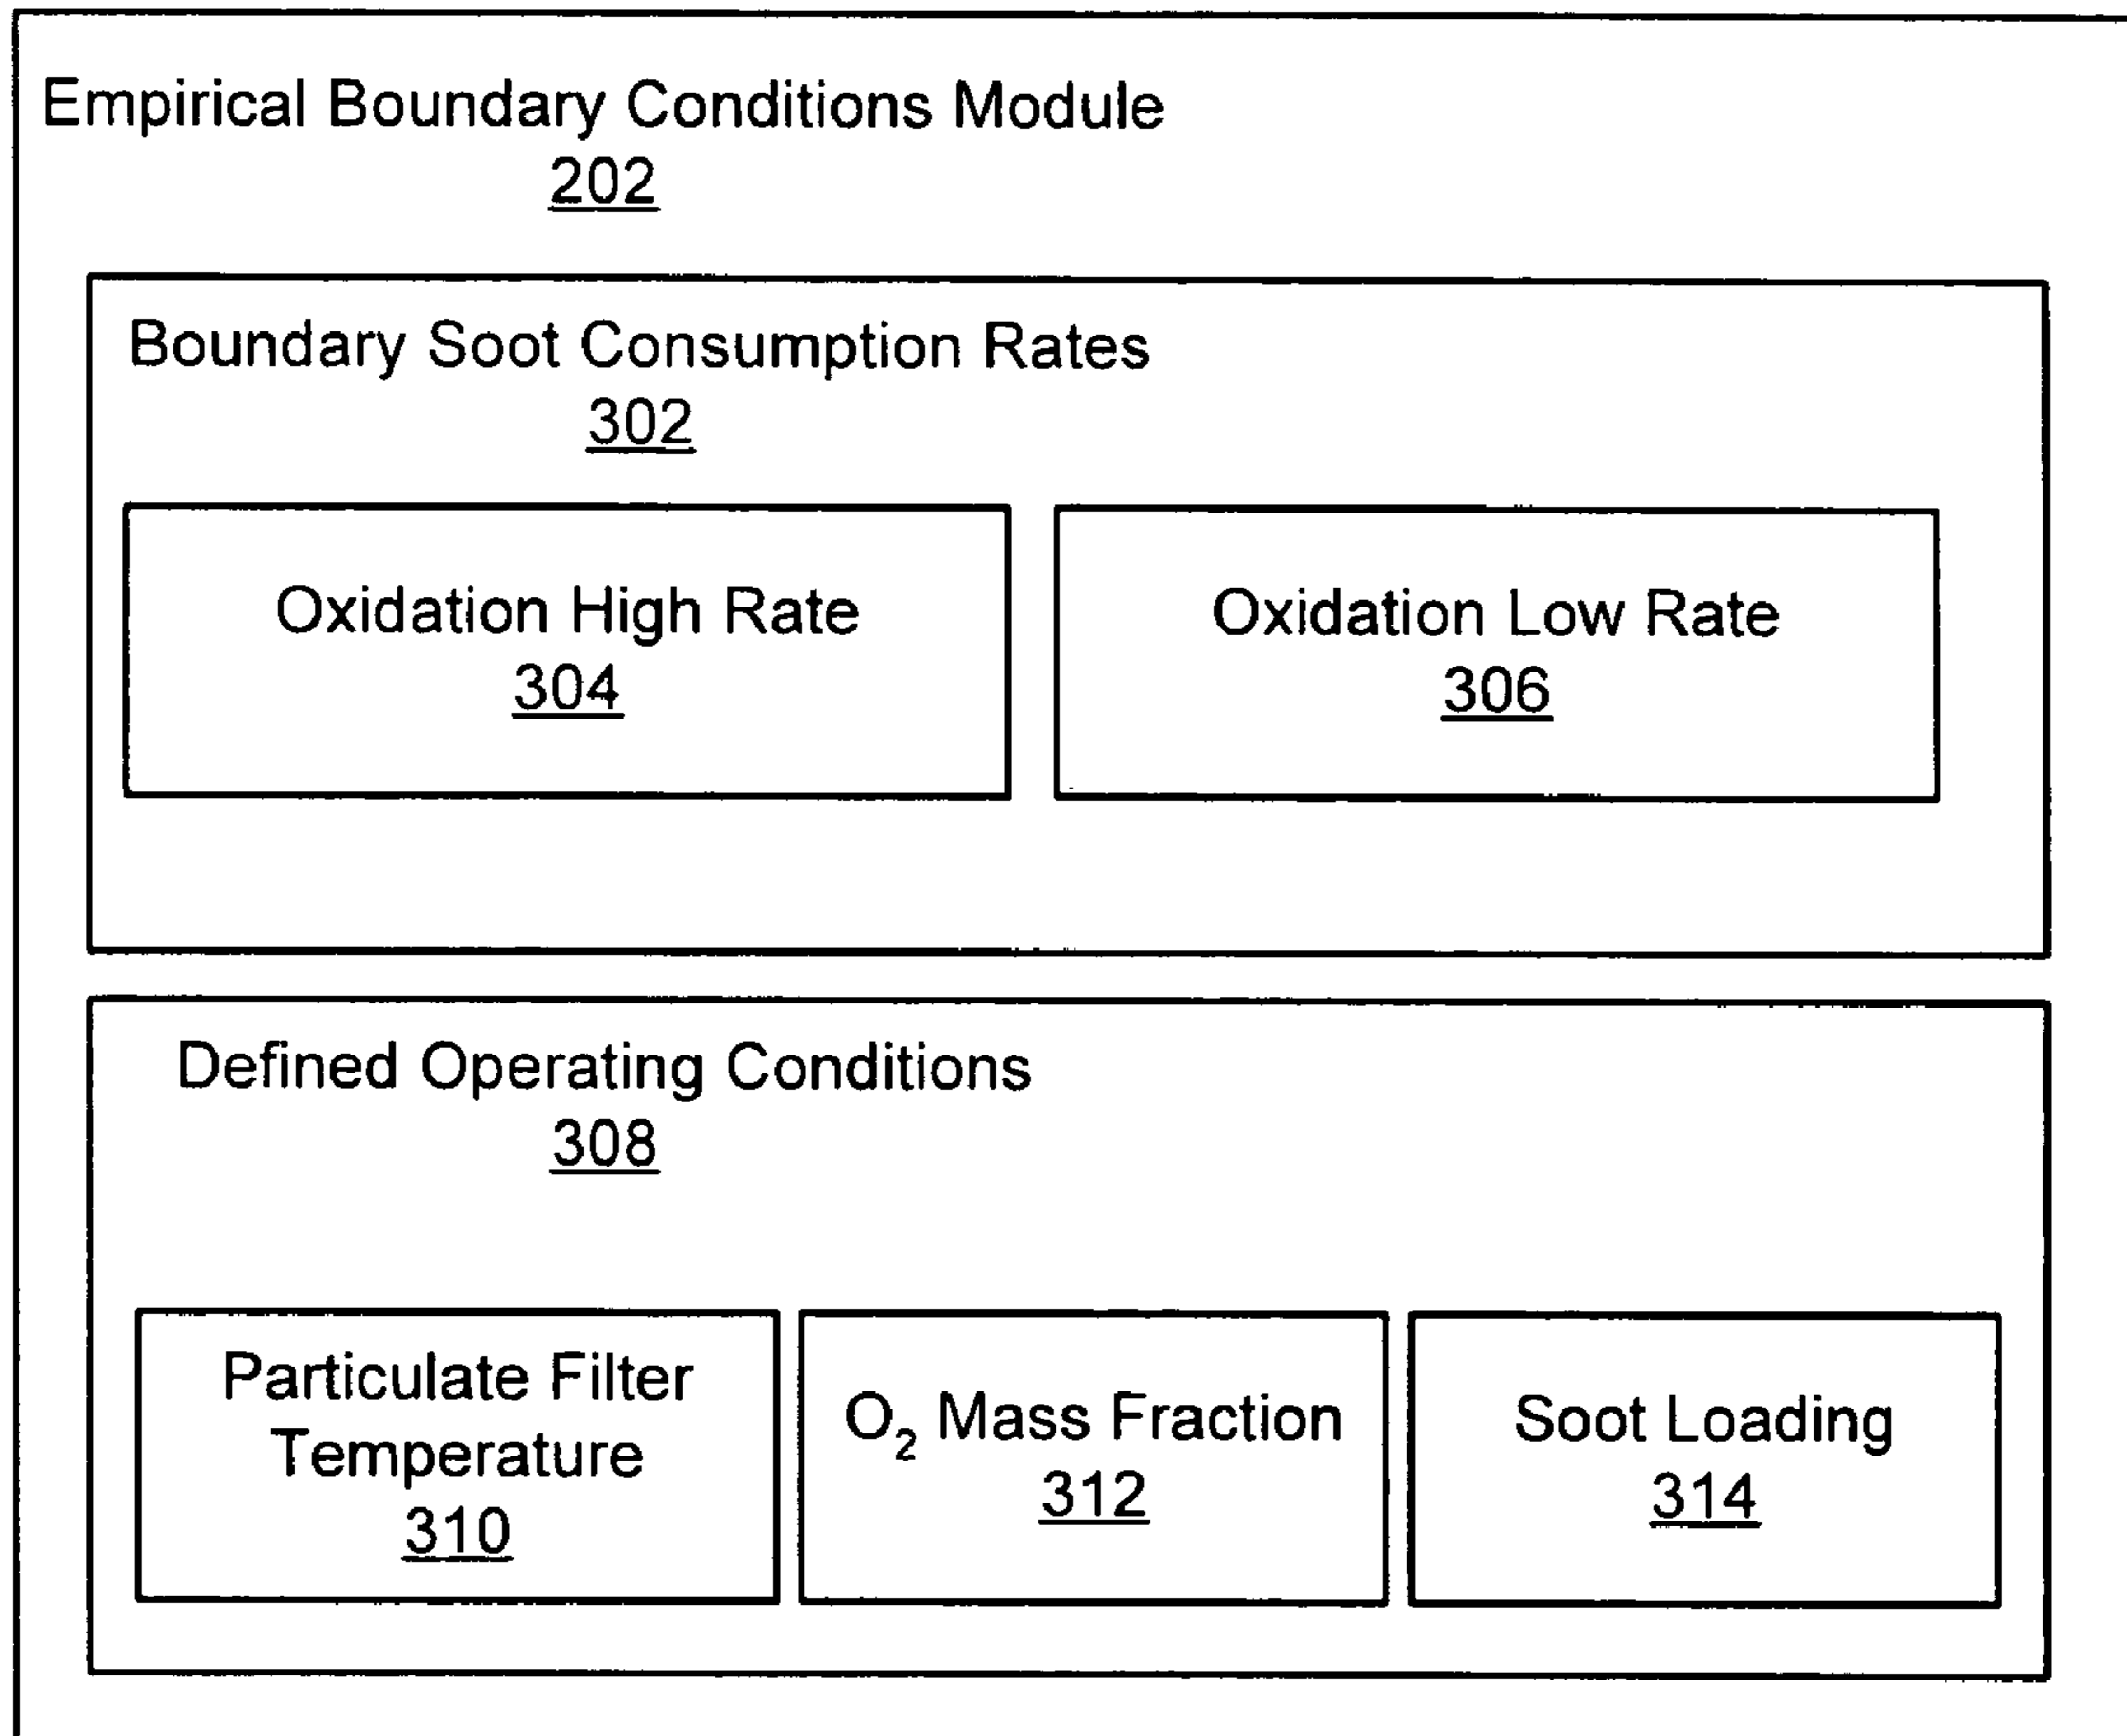 Empirical Boundary Conditions Module
202
Boundary Soot Consumption Rates
302
Oxidation High Rate
304
Oxidation Low Rate
306
Defined Operating Conditions
308
Particulate Filter
Temperature
310
O₂ Mass Fraction
312
Soot Loading
314